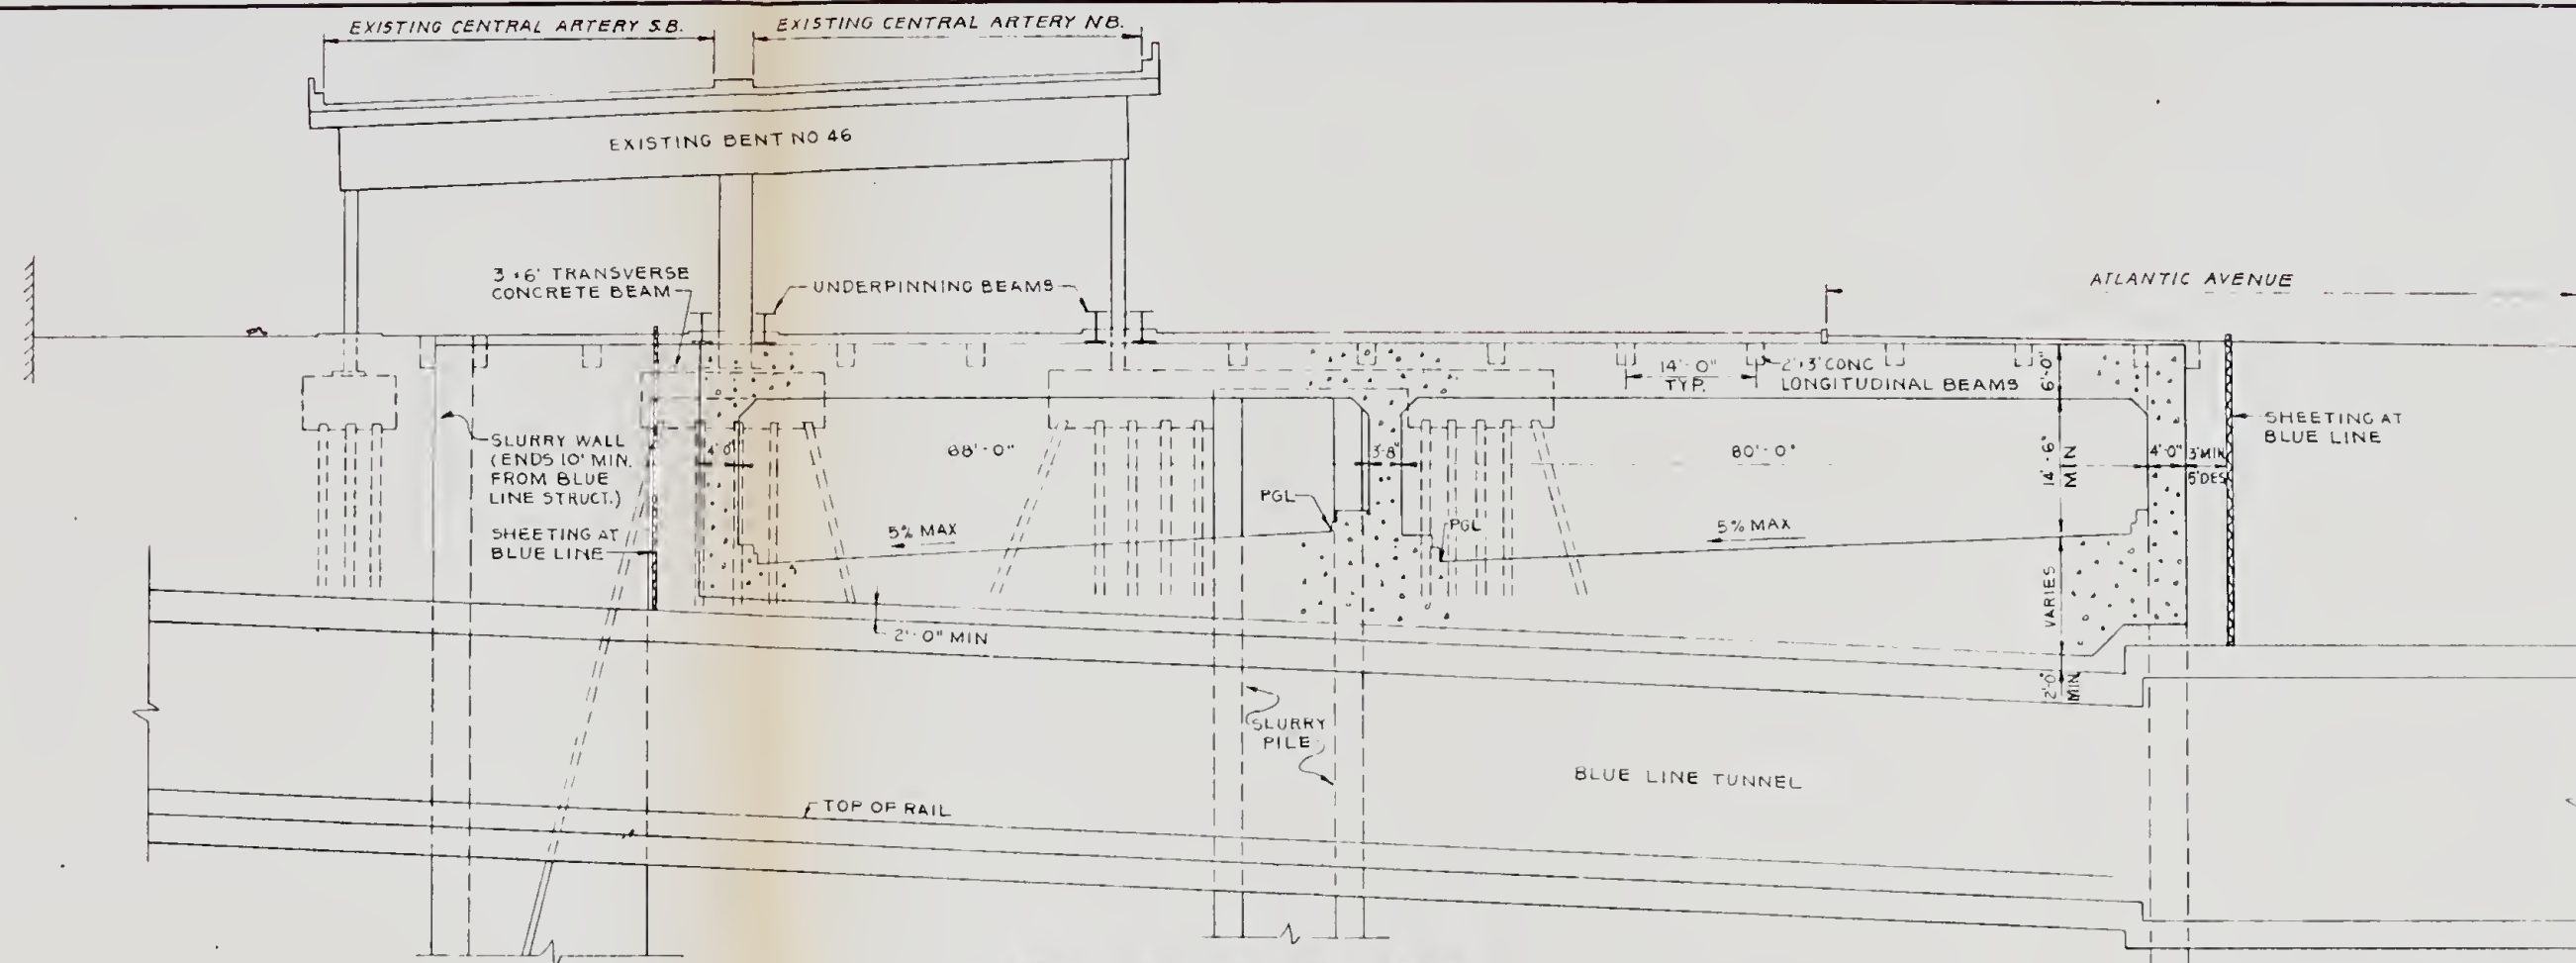 EXISTING CENTRAL ARTERY S.B.
EXISTING CENTRAL ARTERY N.B.
EXISTING BENT NO 46
3'×6' TRANSVERSE
CONCRETE BEAM
UNDERPINNING BEAMS
ATLANTIC AVENUE
14'-0"
TYP.
2'×3' CONC
LONGITUDINAL BEAMS
6'-0"
SLURRY WALL
(ENDS 10' MIN.
FROM BLUE
LINE STRUCT.)
SHEETING AT
BLUE LINE
4'-0"
68'-0"
3'-8"
80'-0"
14'-6"
MIN
4'-0"
3' MIN
5' DES
SHEETING AT
BLUE LINE
PGL
PGL
5% MAX
5% MAX
VARIES
2'-0" MIN
2'-0"
MIN
SLURRY
PILE
BLUE LINE TUNNEL
TOP OF RAIL